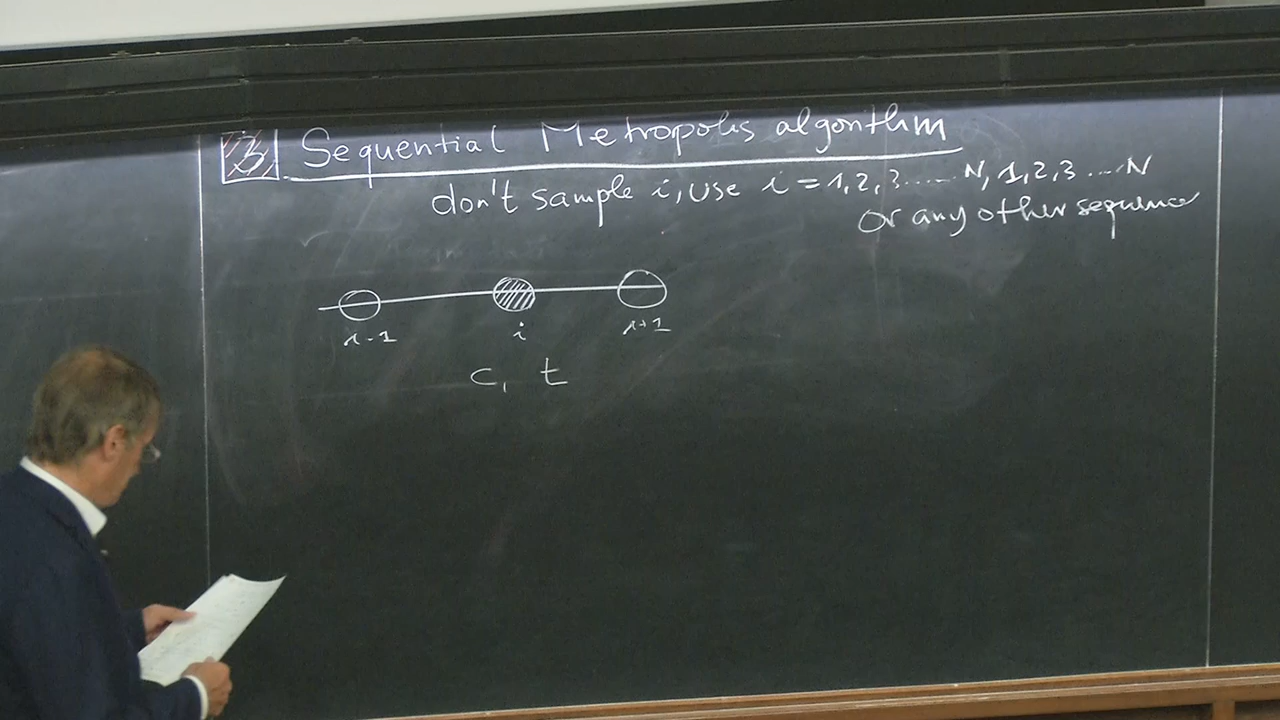 3 Sequential Metropolis algorithm
don't sample i, use i = 1,2,3 ..... N, 1,2,3 ... N
or any other sequence
i-1 i i+1
c, t